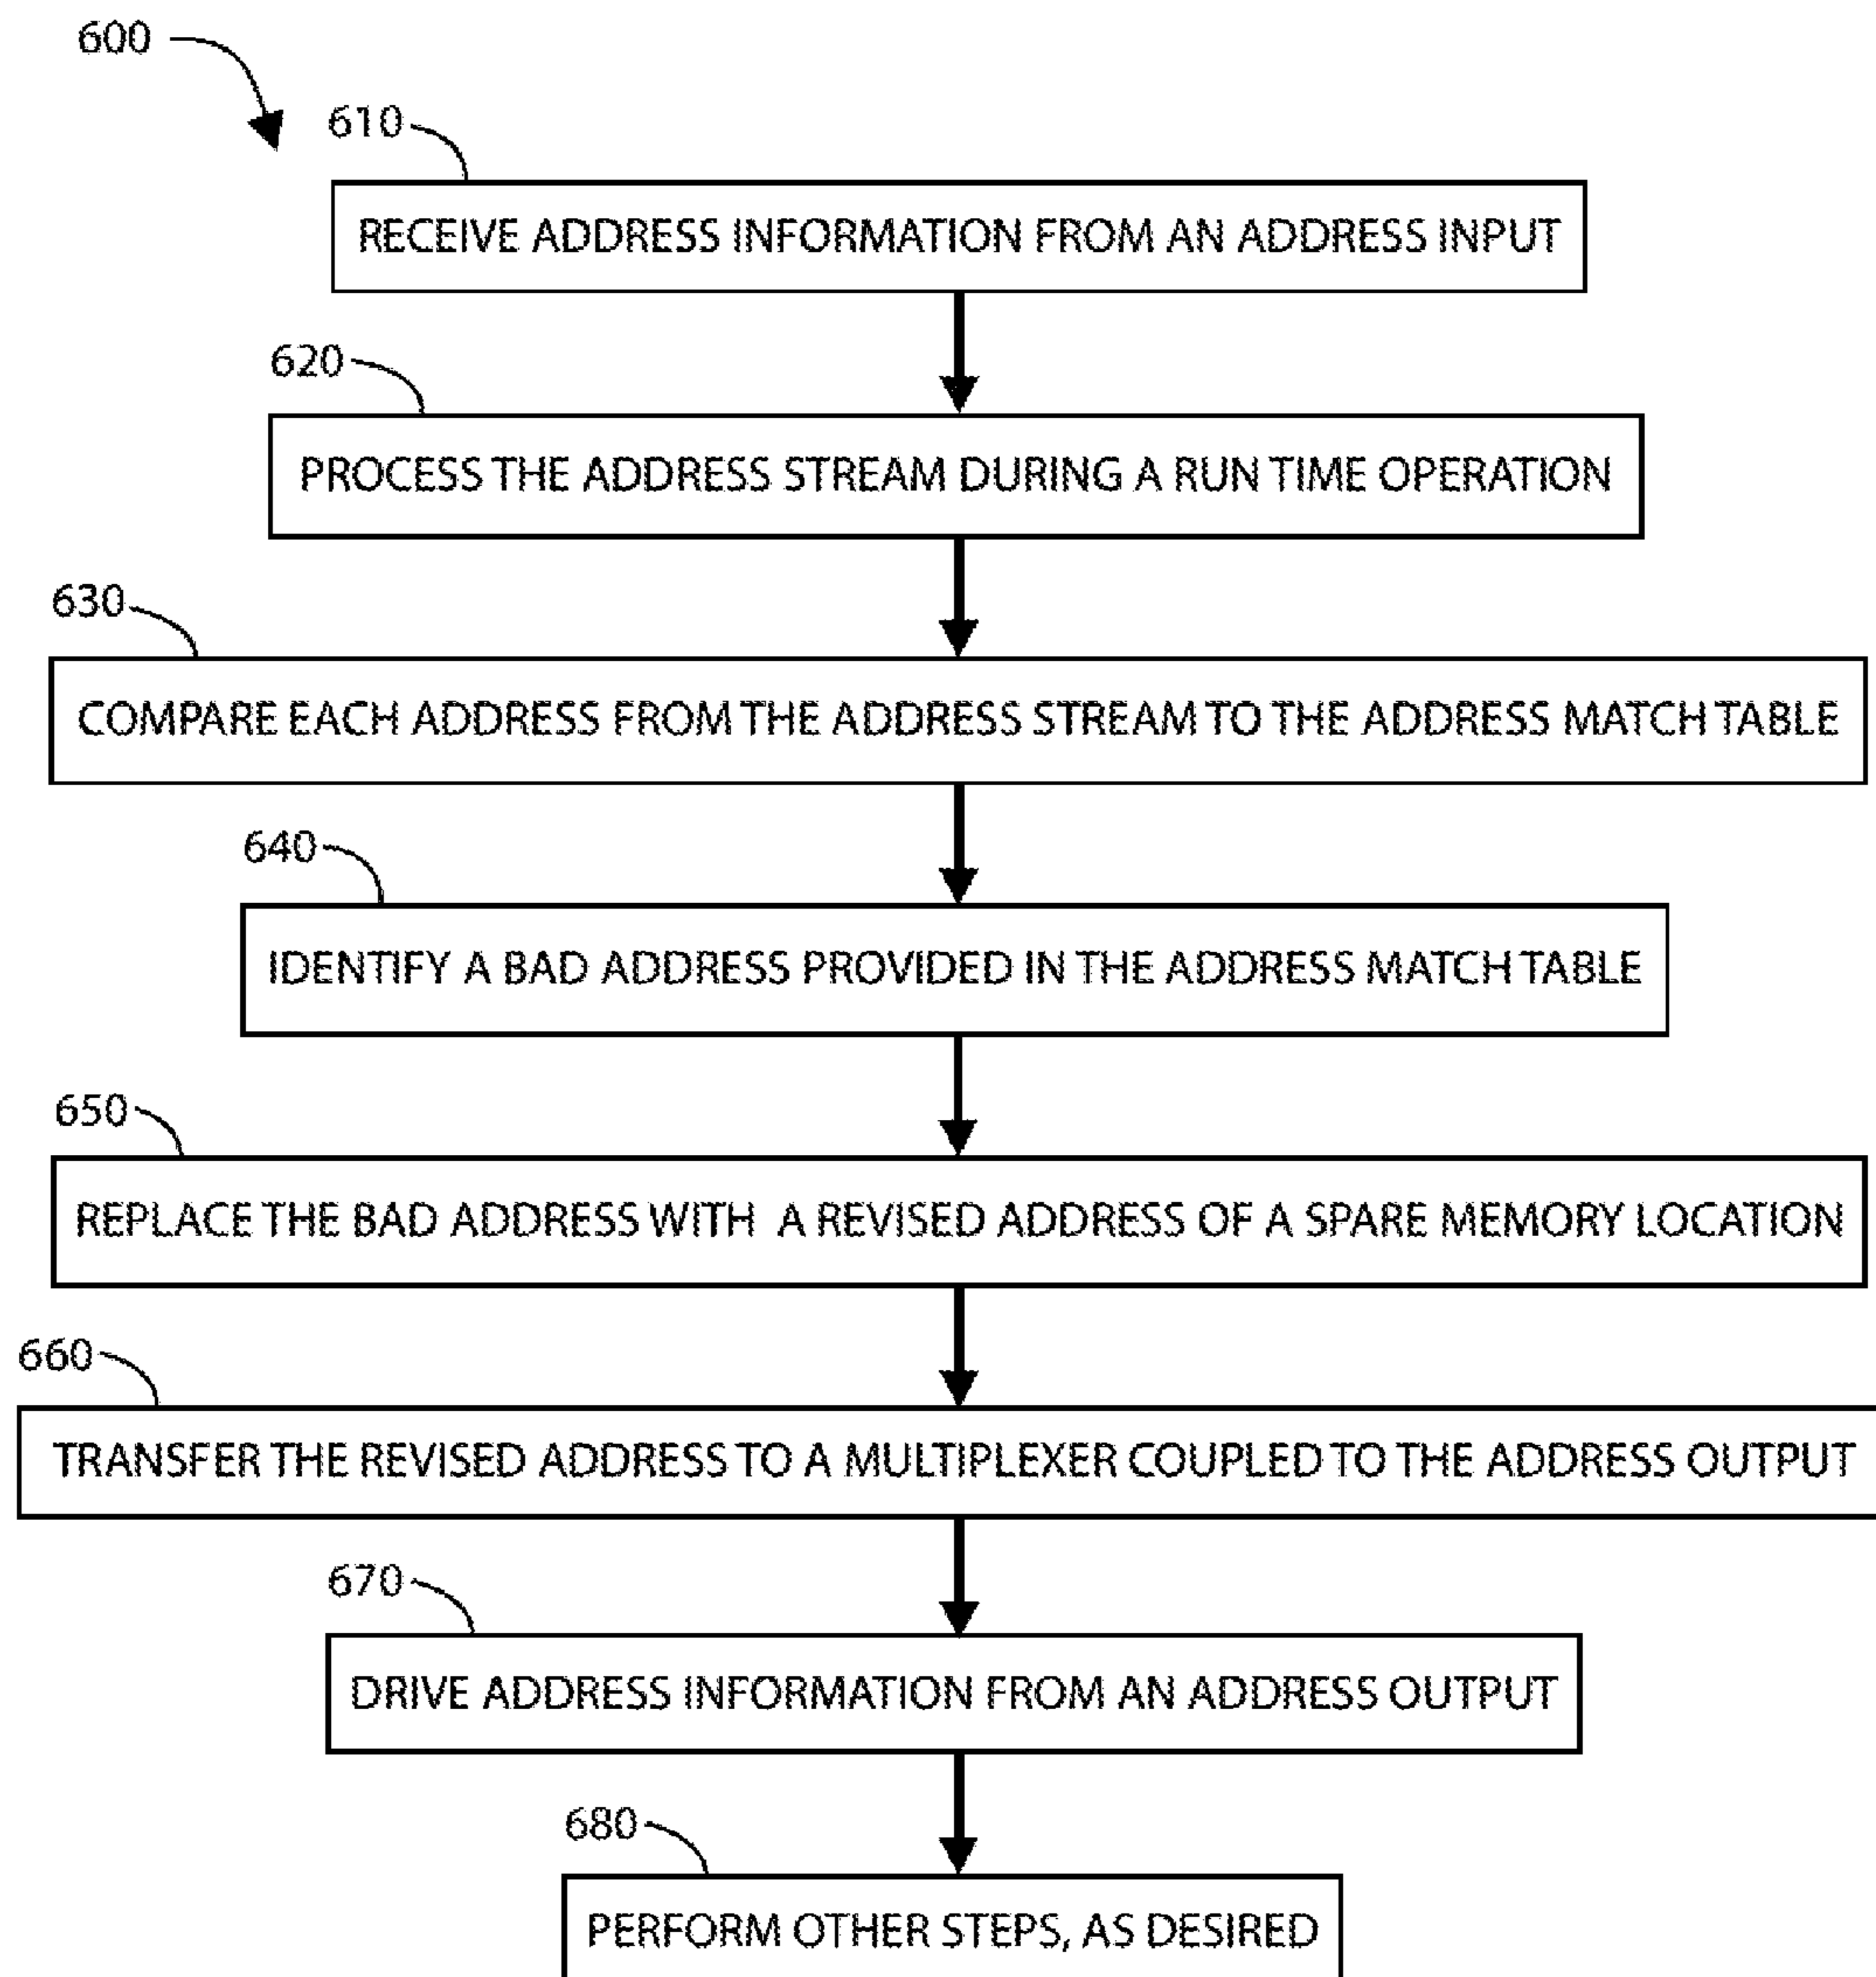 600
610
RECEIVE ADDRESS INFORMATION FROM AN ADDRESS INPUT
620
PROCESS THE ADDRESS STREAM DURING A RUN TIME OPERATION
630
COMPARE EACH ADDRESS FROM THE ADDRESS STREAM TO THE ADDRESS MATCH TABLE
640
IDENTIFY A BAD ADDRESS PROVIDED IN THE ADDRESS MATCH TABLE
650
REPLACE THE BAD ADDRESS WITH A REVISED ADDRESS OF A SPARE MEMORY LOCATION
660
TRANSFER THE REVISED ADDRESS TO A MULTIPLEXER COUPLED TO THE ADDRESS OUTPUT
670
DRIVE ADDRESS INFORMATION FROM AN ADDRESS OUTPUT
680
PERFORM OTHER STEPS, AS DESIRED